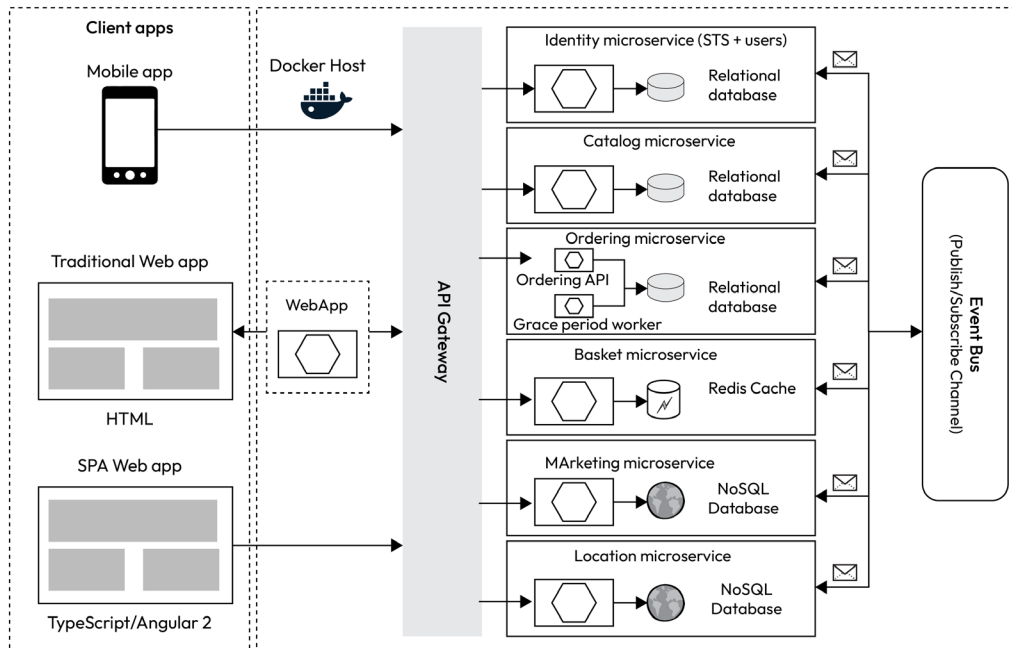 Client apps
Mobile app
Traditional Web app
HTML
SPA Web app
TypeScript/Angular 2
Docker Host
WebApp
API Gateway
Identity microservice (STS + users)
Relational
database
Catalog microservice
Relational
database
Ordering microservice
Ordering API
Relational
database
Grace period worker
Basket microservice
Redis Cache
MArketing microservice
NoSQL
Database
Location microservice
NoSQL
Database
Event Bus
(Publish/Subscribe Channel)